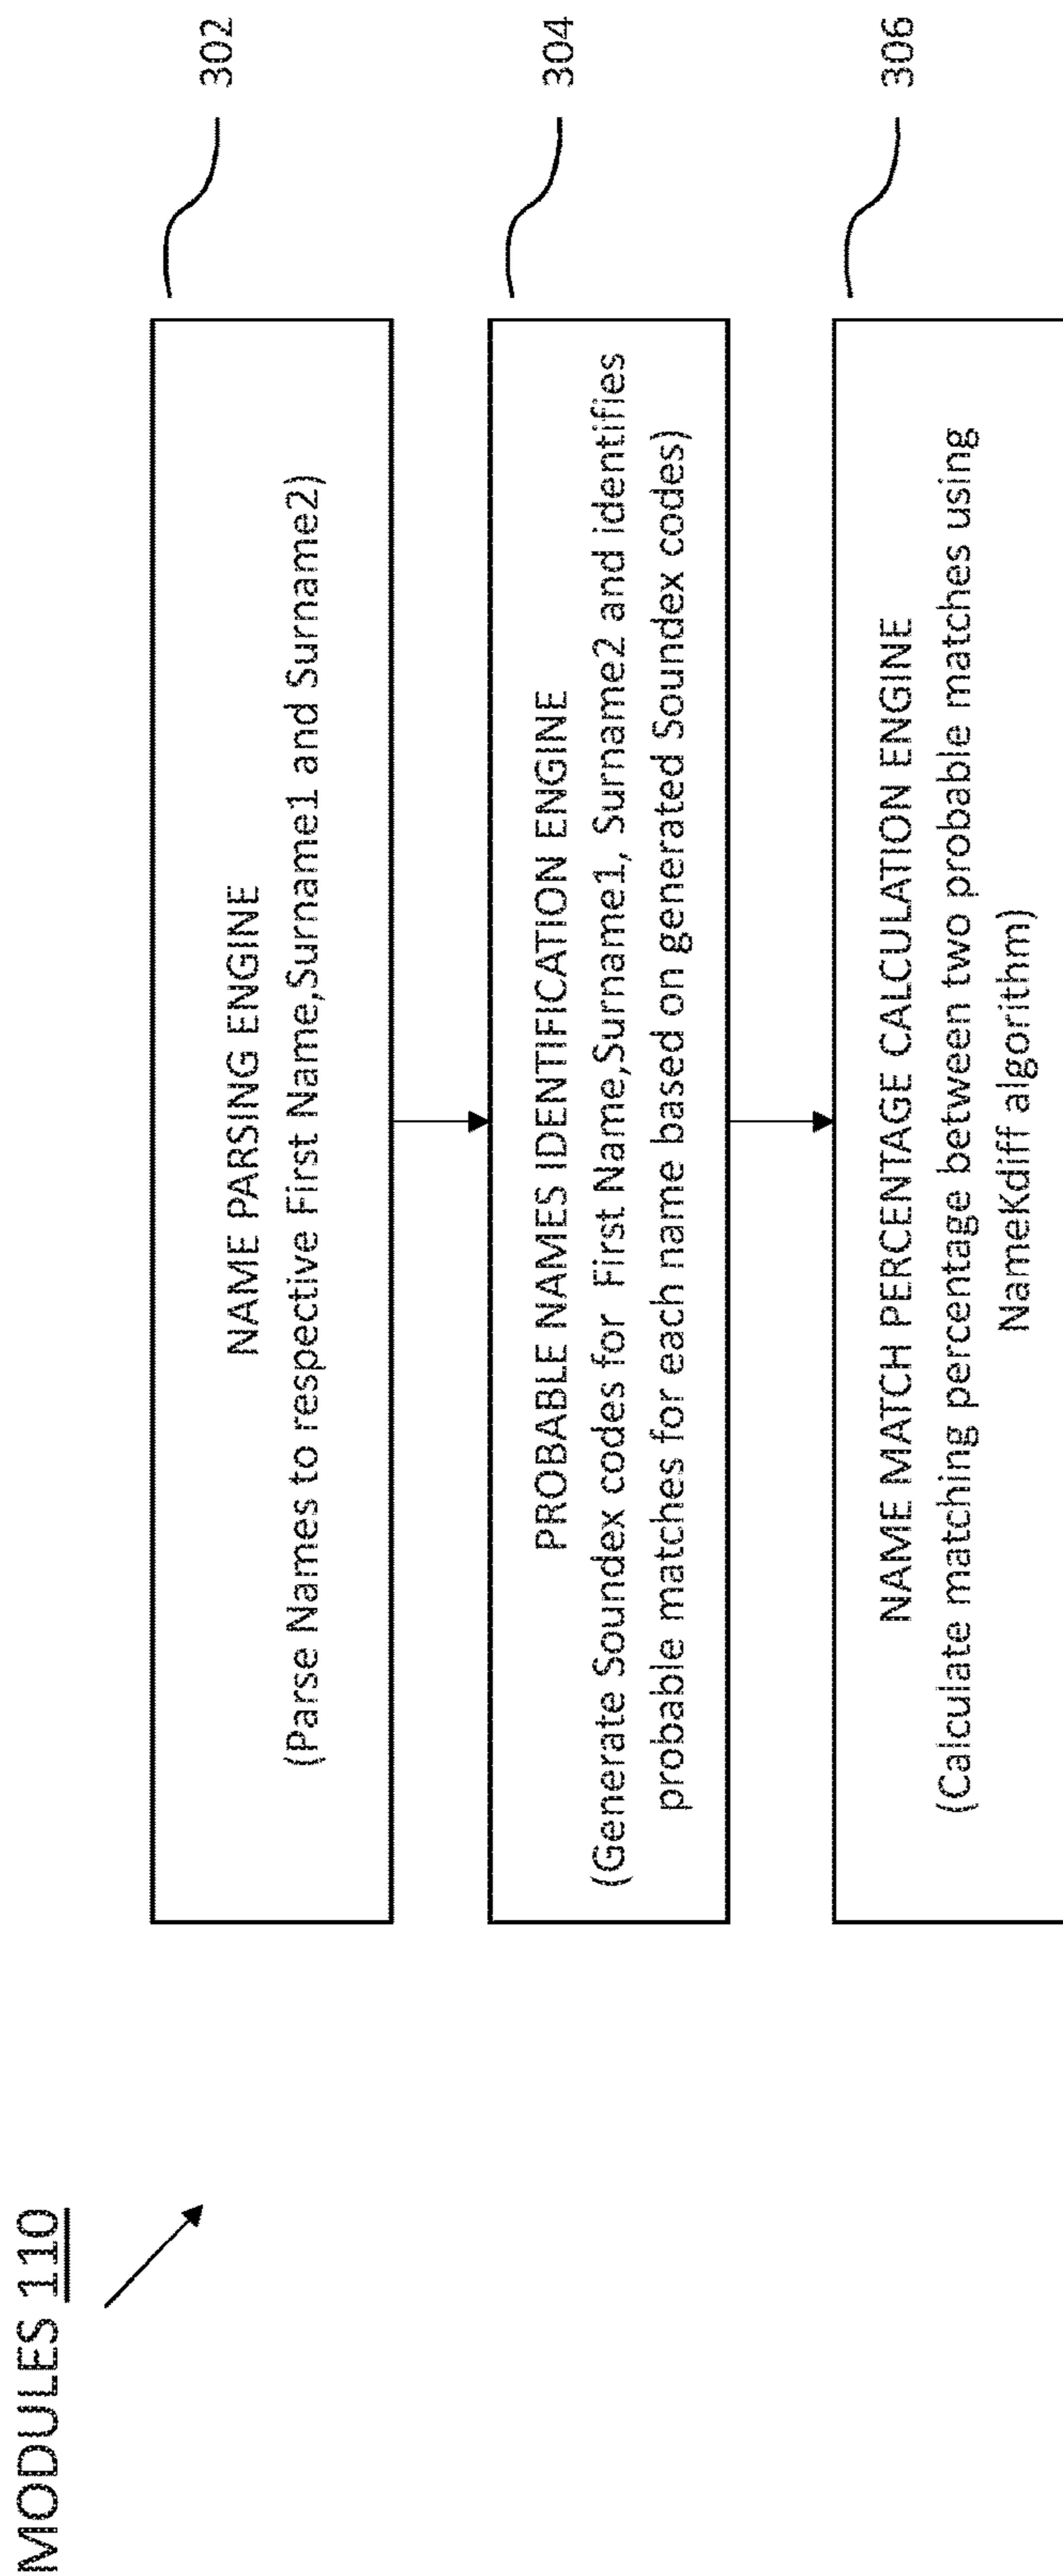 MODULES 110
302
NAME PARSING ENGINE
(Parse Names to respective First Name,Surname1 and Surname2)
304
PROBABLE NAMES IDENTIFICATION ENGINE
(Generate Soundex codes for First Name,Surname1, Surname2 and identifies
probable matches for each name based on generated Soundex codes)
306
NAME MATCH PERCENTAGE CALCULATION ENGINE
(Calculate matching percentage between two probable matches using
NameKdiff algorithm)